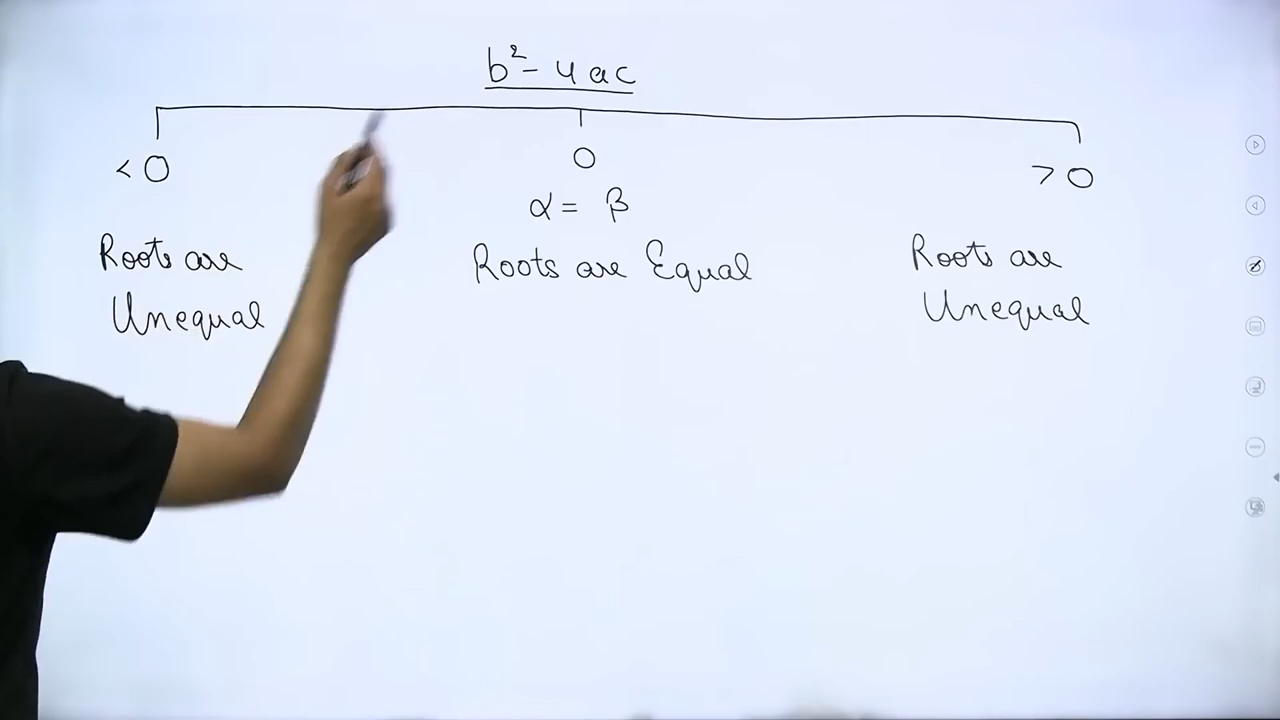 b² - 4ac
< 0
0
> 0
α = β
Roots are
Unequal
Roots are Equal
Roots are
Unequal